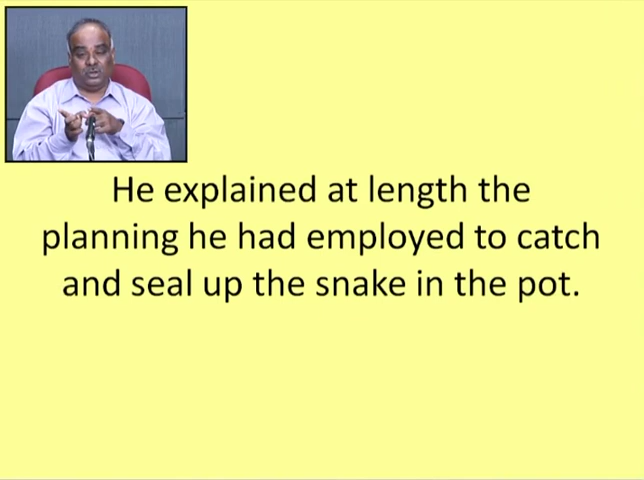 He explained at length the
planning he had employed to catch
and seal up the snake in the pot.